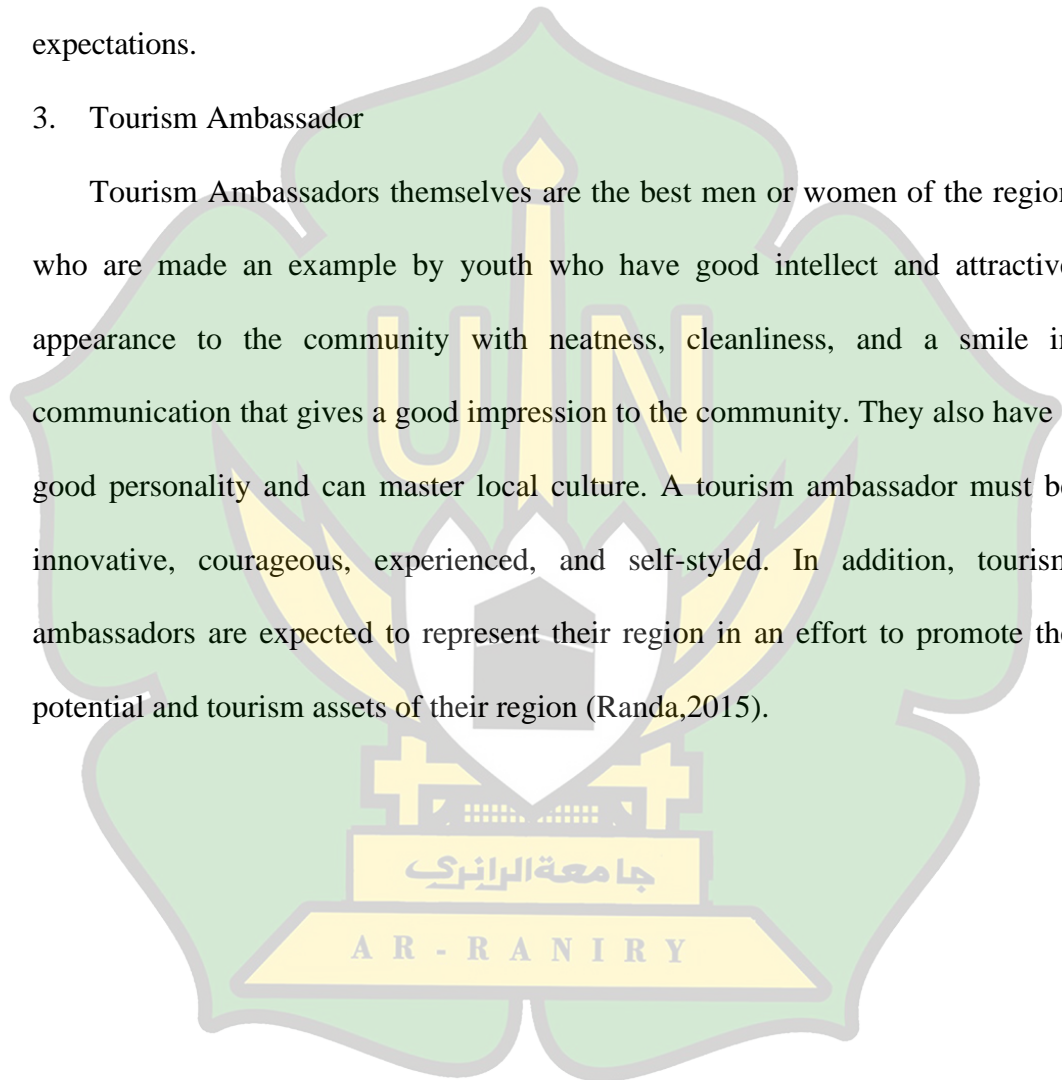 expectations.
3. Tourism Ambassador
Tourism Ambassadors themselves are the best men or women of the region
who are made an example by youth who have good intellect and attractive
appearance to the community with neatness, cleanliness, and a smile in
communication that gives a good impression to the community. They also have
good personality and can master local culture. A tourism ambassador must be
innovative, courageous, experienced, and self-styled. In addition, tourism
ambassadors are expected to represent their region in an effort to promote the
potential and tourism assets of their region (Randa,2015).
UIN
جامعةالرانري
AR-RANIRY